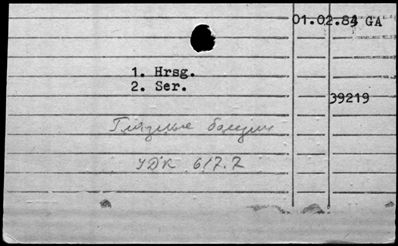 01.02.84 GA
1. Hrsg.
2. Ser.
39219
Глазные болезни
УДК 617.7